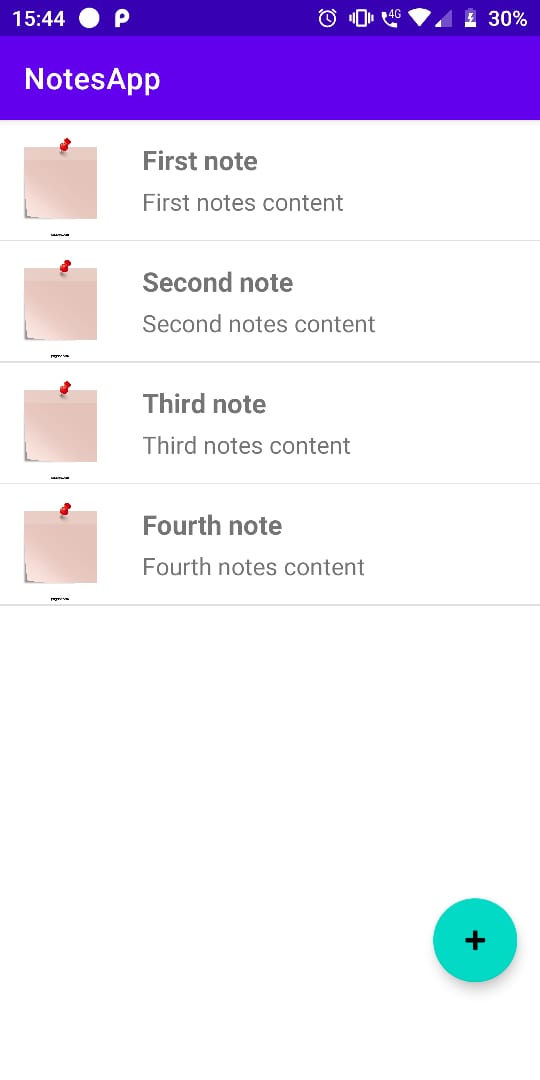 15:44
4G
30%
NotesApp
First note
First notes content
Second note
Second notes content
Third note
Third notes content
Fourth note
Fourth notes content